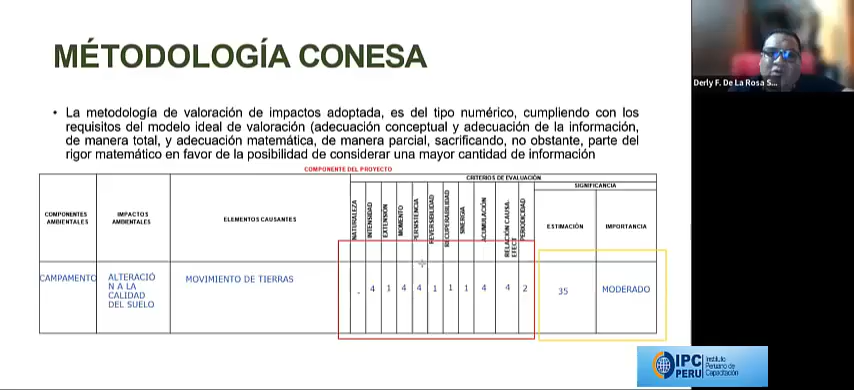 MÉTODOLOGÍA CONESA
Derly F. De La Rosa S...
• La metodología de valoración de impactos adoptada, es del tipo numérico, cumpliendo con los
requisitos del modelo ideal de valoración (adecuación conceptual y adecuación de la información,
de manera total, y adecuación matemática, de manera parcial, sacrificando, no obstante, parte del
rigor matemático en favor de la posibilidad de considerar una mayor cantidad de información
COMPONENTE DEL PROYECTO
CRITERIOS DE EVALUACIÓN
SIGNIFICANCIA
COMPONENTES
AMBIENTALES
IMPACTOS
AMBIENTALES
ELEMENTOS CAUSANTES
NATURALEZA
INTENSIDAD
EXTENSIÓN
MOMENTO
PERSISTENCIA
REVERSIBILIDAD
RECUPERABILIDAD
SINERGIA
ACUMULACIÓN
RELACIÓN CAUSA-
EFECT
PERIODICIDAD
ESTIMACIÓN
IMPORTANCIA
CAMPAMENTO
ALTERACIÓ
N A LA
CALIDAD
DEL SUELO
MOVIMIENTO DE TIERRAS
- 4 1 4 4 1 1 1 4 4 2
35
MODERADO
IPC
PERÚ
Instituto
Peruano de
Capacitación